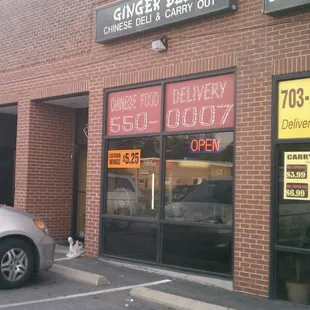 GINGER
CHINESE DELI & CARRY OUT
CHINESE FOOD
DELIVERY
550-0007
OPEN
$5.25
703-
Deliver
CARRY
$5.99
$6.99